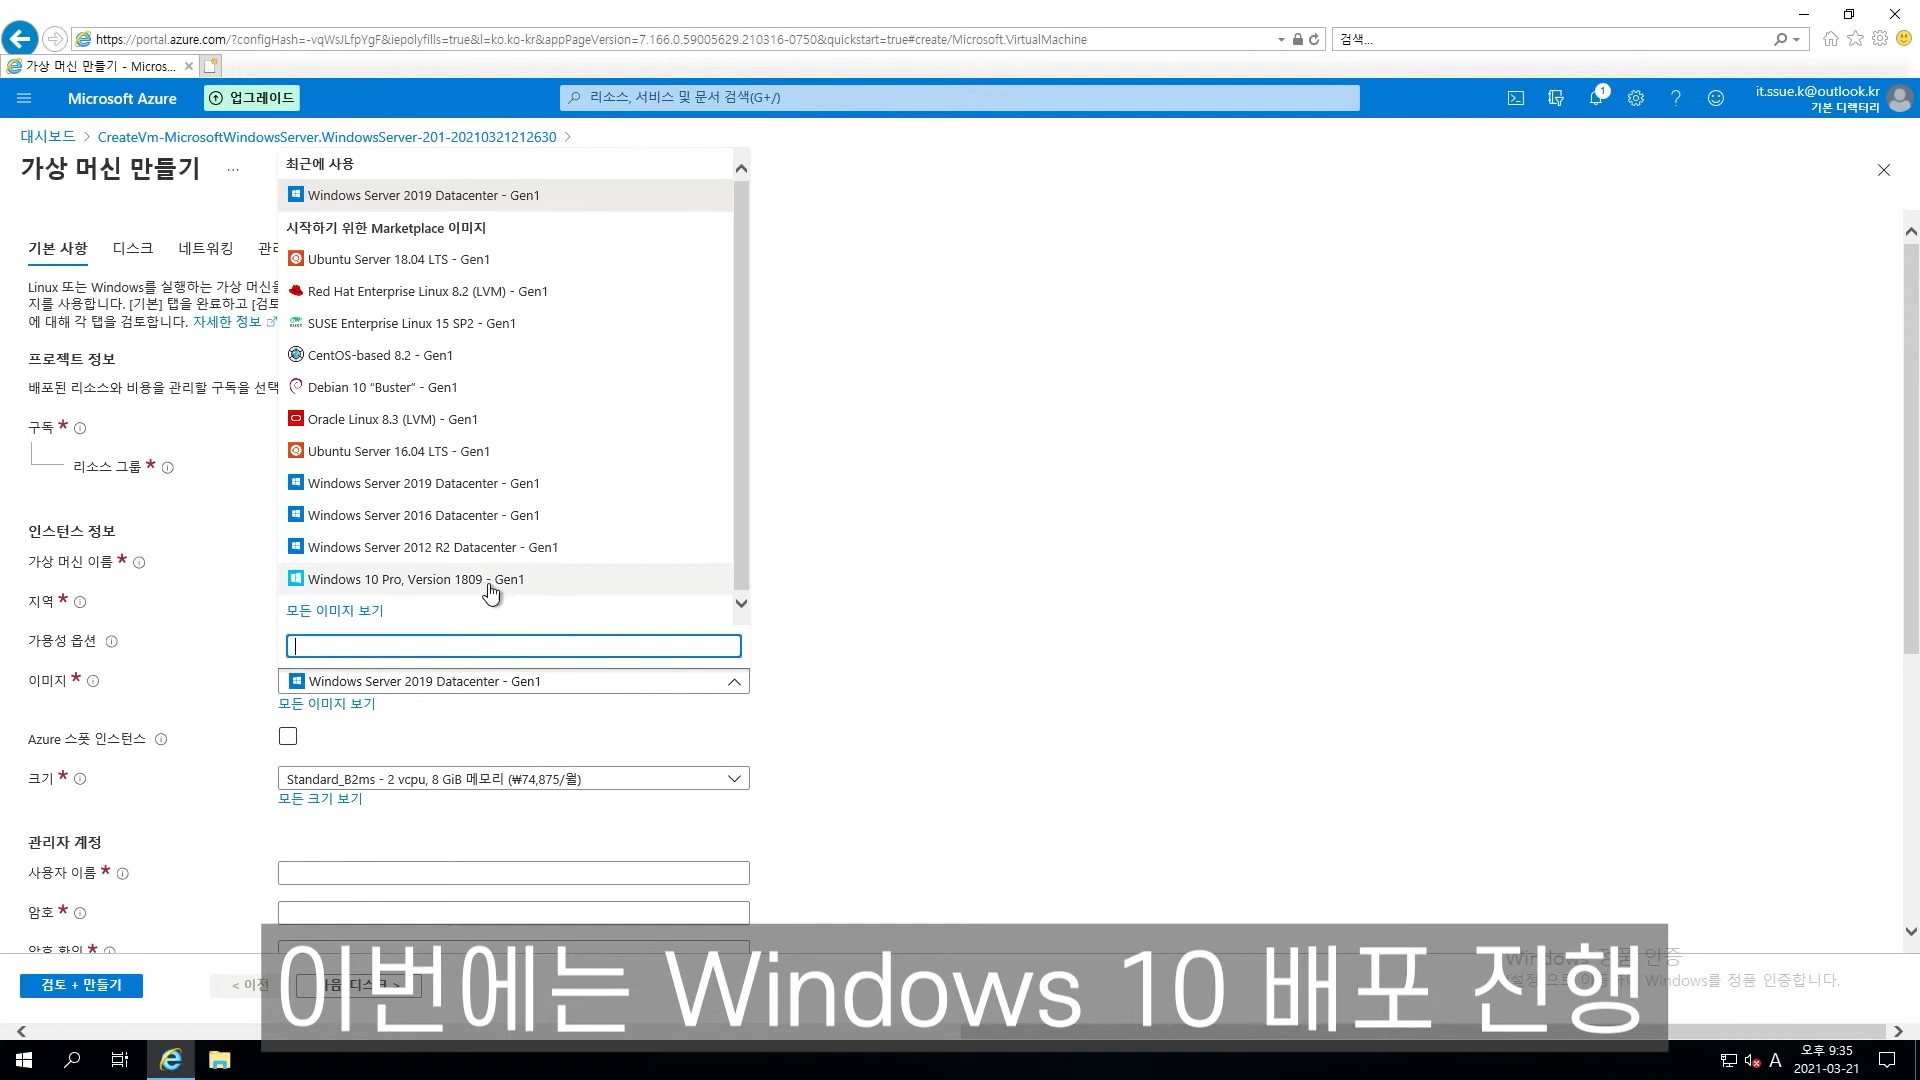 https://portal.azure.com/?configHash=-vqWsJLfpYgF&iepolyfills=true&l=ko.ko-kr&appPageVersion=7.166.0.59005629.210316-0750&quickstart=true#create/Microsoft.VirtualMachine
검색...
가상 머신 만들기 - Micros...
Microsoft Azure
업그레이드
리소스, 서비스 및 문서 검색(G+/)
1
it.ssue.k@outlook.kr
기본 디렉터리
대시보드 > CreateVm-MicrosoftWindowsServer.WindowsServer-201-20210321212630 >
가상 머신 만들기 ...
최근에 사용
Windows Server 2019 Datacenter - Gen1
시작하기 위한 Marketplace 이미지
Ubuntu Server 18.04 LTS - Gen1
Red Hat Enterprise Linux 8.2 (LVM) - Gen1
SUSE Enterprise Linux 15 SP2 - Gen1
CentOS-based 8.2 - Gen1
Debian 10 “Buster” - Gen1
Oracle Linux 8.3 (LVM) - Gen1
Ubuntu Server 16.04 LTS - Gen1
Windows Server 2019 Datacenter - Gen1
Windows Server 2016 Datacenter - Gen1
Windows Server 2012 R2 Datacenter - Gen1
Windows 10 Pro, Version 1809 - Gen1
모든 이미지 보기
기본 사항 디스크 네트워킹
Linux 또는 Windows를 실행하는 가상 머신을
지를 사용합니다. [기본] 탭을 완료하고 [검토
에 대해 각 탭을 검토합니다. 자세한 정보
프로젝트 정보
배포된 리소스와 비용을 관리할 구독을 선택
구독 *
리소스 그룹 *
인스턴스 정보
가상 머신 이름 *
지역 *
가용성 옵션
이미지 *
Windows Server 2019 Datacenter - Gen1
모든 이미지 보기
Azure 스폿 인스턴스
크기 *
Standard_B2ms - 2 vcpu, 8 GiB 메모리 (₩74,875/월)
모든 크기 보기
관리자 계정
사용자 이름 *
암호 *
암호 확인 *
검토 + 만들기
< 이전
디스크 >
이번에는 Windows 10 배포 진행
Windows 정품 인증
Windows를 정품 인증합니다.
A
오후 9:35
2021-03-21